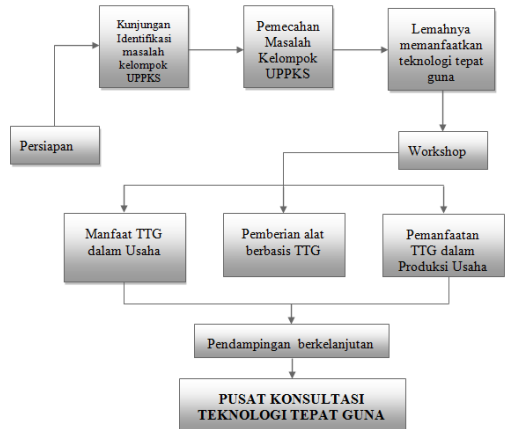 Kunjungan
Identifikasi
masalah
kelompok
UPPKS
Pemecahan
Masalah
Kelompok
UPPKS
Lemahnya
memanfaatkan
teknologi tepat
guna
Persiapan
Workshop
Manfaat TTG
dalam Usaha
Pemberian alat
berbasis TTG
Pemanfaatan
TTG dalam
Produksi Usaha
Pendampingan berkelanjutan
PUSAT KONSULTASI
TEKNOLOGI TEPAT GUNA